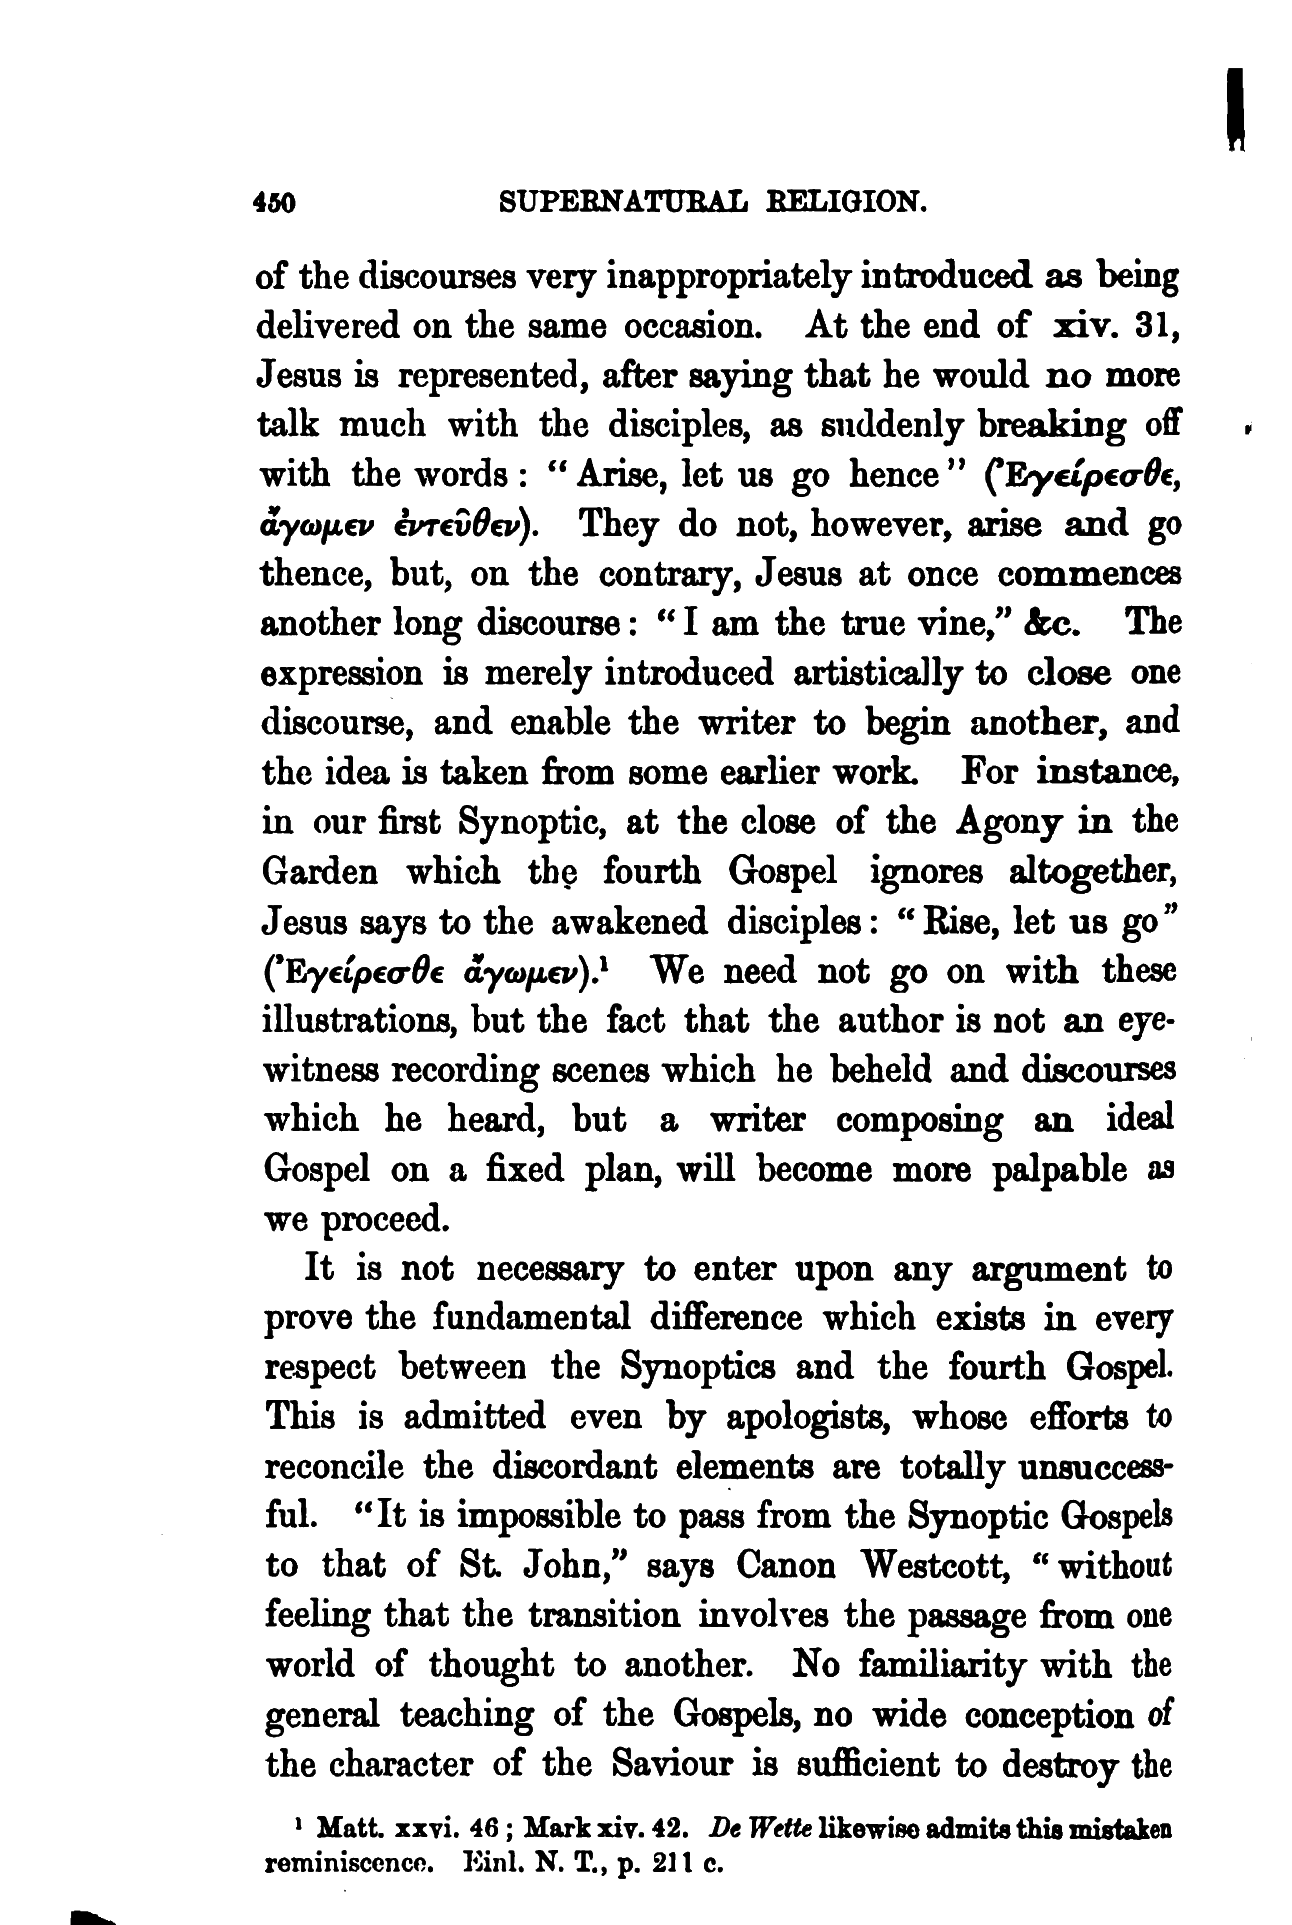 450 SUPERNATURAL RELIGION.
of the discourses very inappropriately introduced as being
delivered on the same occasion. At the end of xiv. 31,
Jesus is represented, after saying that he would no more
talk much with the disciples, as suddenly breaking off
with the words : “ Arise, let us go hence ” (Ἐγείρεσθε,
ἄγωμεν ἐντεῦθεν). They do not, however, arise and go
thence, but, on the contrary, Jesus at once commences
another long discourse : “ I am the true vine,” &c. The
expression is merely introduced artistically to close one
discourse, and enable the writer to begin another, and
the idea is taken from some earlier work. For instance,
in our first Synoptic, at the close of the Agony in the
Garden which the fourth Gospel ignores altogether,
Jesus says to the awakened disciples : “ Rise, let us go ”
(Ἐγείρεσθε ἄγωμεν).¹ We need not go on with these
illustrations, but the fact that the author is not an eye-
witness recording scenes which he beheld and discourses
which he heard, but a writer composing an ideal
Gospel on a fixed plan, will become more palpable as
we proceed.
It is not necessary to enter upon any argument to
prove the fundamental difference which exists in every
respect between the Synoptics and the fourth Gospel.
This is admitted even by apologists, whose efforts to
reconcile the discordant elements are totally unsuccess-
ful. “It is impossible to pass from the Synoptic Gospels
to that of St. John,” says Canon Westcott, “ without
feeling that the transition involves the passage from one
world of thought to another. No familiarity with the
general teaching of the Gospels, no wide conception of
the character of the Saviour is sufficient to destroy the
¹ Matt. xxvi. 46 ; Mark xiv. 42. De Wette likewise admits this mistaken
reminiscence. Einl. N. T., p. 211 c.